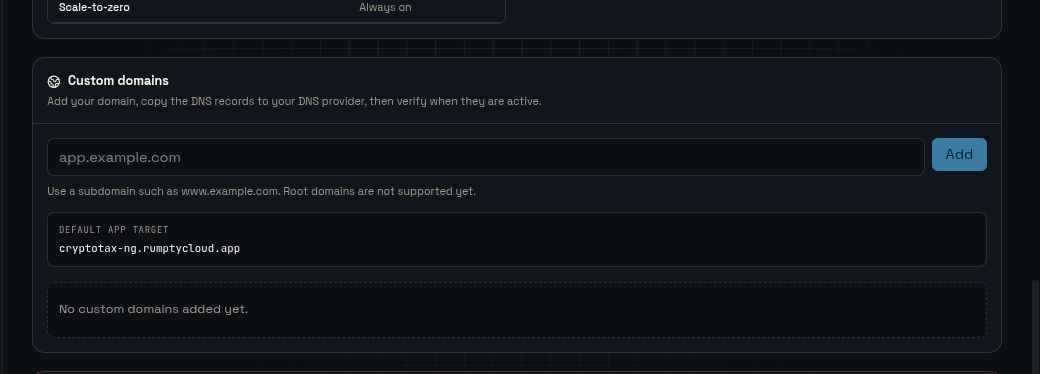 Scale-to-zero Always on
Custom domains
Add your domain, copy the DNS records to your DNS provider, then verify when they are active.
app.example.com Add
Use a subdomain such as www.example.com. Root domains are not supported yet.
DEFAULT APP TARGET
cryptotax-ng.rumptycloud.app
No custom domains added yet.